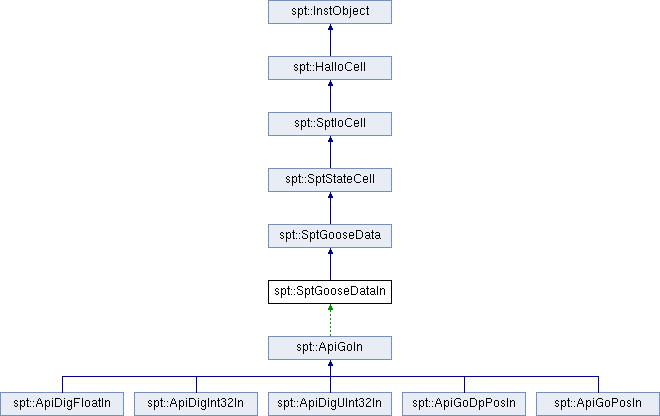 spt::InstObject
spt::HalloCell
spt::SptIoCell
spt::SptStateCell
spt::SptGooseData
spt::SptGooseDataIn
spt::ApiGoIn
spt::ApiDigFloatIn spt::ApiDigInt32In spt::ApiDigUInt32In spt::ApiGoDpPosIn spt::ApiGoPosIn